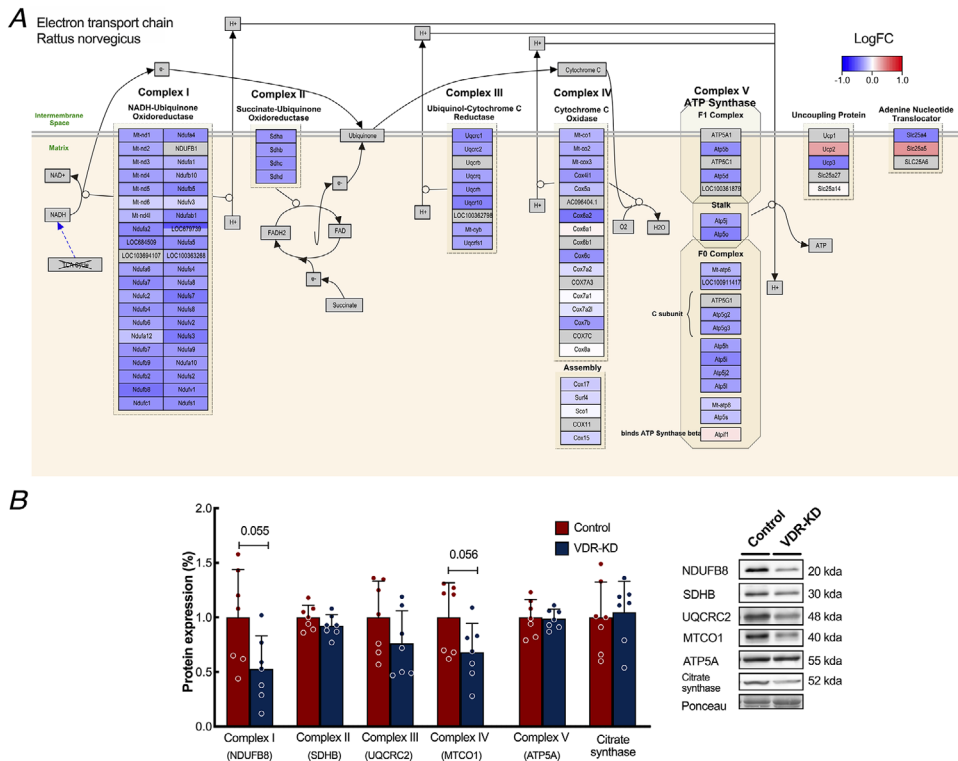 A
Electron transport chain
Rattus norvegicus
LogFC
-1.0 0.0 1.0
H+
H+
H+
H+
e-
Cytochrome C
Complex I
NADH-Ubiquinone
Oxidoreductase
Complex II
Succinate-Ubiquinone
Oxidoreductase
Complex III
Ubiquinol-Cytochrome C
Reductase
Complex IV
Cytochrome C
Oxidase
Complex V
ATP Synthase
F1 Complex
Uncoupling Protein
Adenine Nucleotide
Translocator
Intermembrane
Space
Matrix
NAD+
NADH
TCA Cycle
Mt-nd1 Ndufa4
Mt-nd2 NDUFB1
Mt-nd3 Ndufa1
Mt-nd4 Ndufb10
Mt-nd5 Ndufb5
Mt-nd6 Ndufv3
Mt-nd4l Ndufab1
Ndufa2 LOC679739
LOC684509 Ndufa5
LOC103694107 LOC100363268
Ndufa6 Ndufs4
Ndufa7 Ndufa8
Ndufc2 Ndufs7
Ndufb4 Ndufs8
Ndufb6 Ndufv2
Ndufa12 Ndufs3
Ndufb7 Ndufa9
Ndufb9 Ndufa10
Ndufb2 Ndufs2
Ndufb8 Ndufv1
Ndufc1 Ndufs1
H+
Sdha
Sdhb
Sdhc
Sdhd
Ubiquinone
e-
FADH2
FAD
e-
Succinate
H+
Uqcrc1
Uqcrc2
Uqcrb
Uqcrq
Uqcrh
Uqcr10
LOC100362798
Mt-cyb
Uqcrfs1
H+
Mt-co1
Mt-co2
Mt-cox3
Cox4i1
Cox5a
AC096404.1
Cox6a2
Cox6a1
Cox6b1
Cox6c
Cox7a2
COX7A3
Cox7a1
Cox7a2l
Cox7b
COX7C
Cox8a
Assembly
Cox17
Surf4
Sco1
COX11
Cox15
O2
H2O
ATP5A1
Atp5b
ATP5C1
Atp5d
LOC100361879
Stalk
Atp5j
Atp5o
F0 Complex
Mt-atp6
LOC100911417
C subunit
ATP5G1
Atp5g2
Atp5g3
Atp5h
Atp5i
Atp5j2
Atp5l
Mt-atp8
Atp5s
binds ATP Synthase beta
Atpif1
ATP
H+
Ucp1
Ucp2
Ucp3
Slc25a27
Slc25a14
Slc25a4
Slc25a5
SLC25A6
B
Protein expression (%)
2.0
1.5
1.0
0.5
0.0
0.055
0.056
Control
VDR-KD
Complex I
(NDUFB8)
Complex II
(SDHB)
Complex III
(UQCRC2)
Complex IV
(MTCO1)
Complex V
(ATP5A)
Citrate
synthase
Control
VDR-KD
NDUFB8 20 kda
SDHB 30 kda
UQCRC2 48 kda
MTCO1 40 kda
ATP5A 55 kda
Citrate
synthase 52 kda
Ponceau